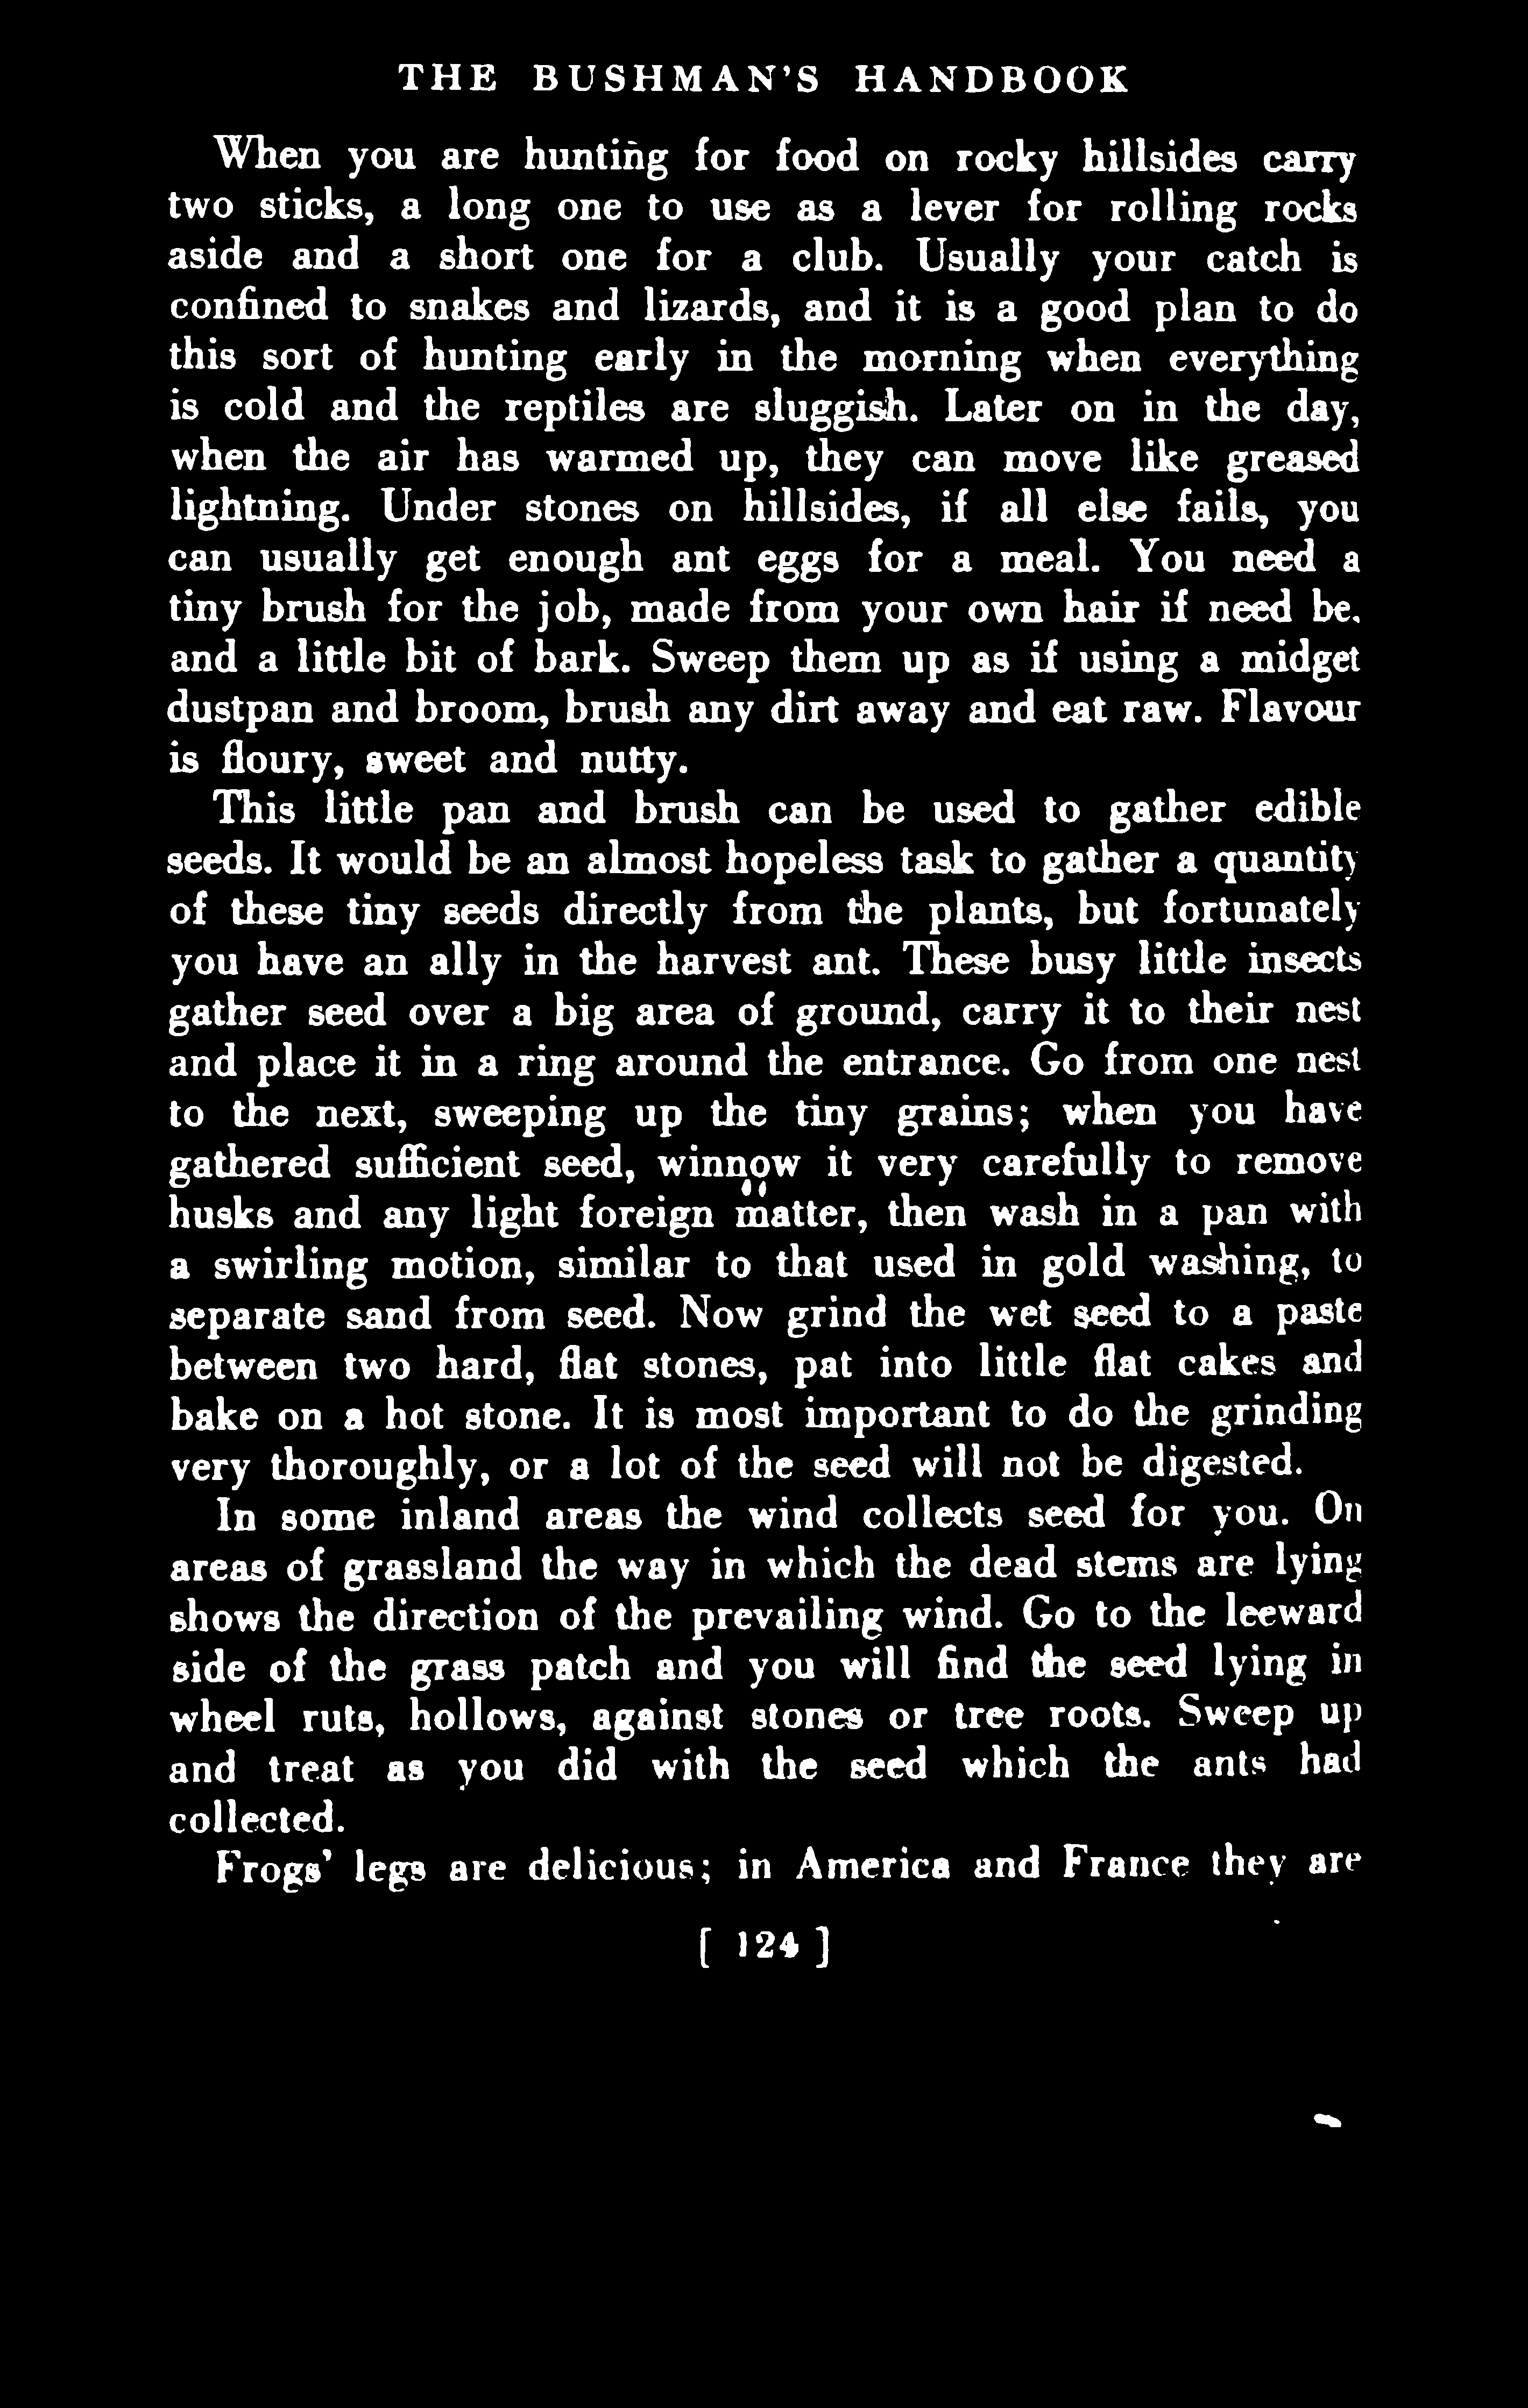 THE BUSHMAN'S HANDBOOK
When you are hunting for food on rocky hillsides carry
two sticks, a long one to use as a lever for rolling rocks
aside and a short one for a club. Usually your catch is
confined to snakes and lizards, and it is a good plan to do
this sort of hunting early in the morning when everything
is cold and the reptiles are sluggish. Later on in the day,
when the air has warmed up, they can move like greased
lightning. Under stones on hillsides, if all else fails, you
can usually get enough ant eggs for a meal. You need a
tiny brush for the job, made from your own hair if need be,
and a little bit of bark. Sweep them up as if using a midget
dustpan and broom, brush any dirt away and eat raw. Flavour
is floury, sweet and nutty.
This little pan and brush can be used to gather edible
seeds. It would be an almost hopeless task to gather a quantity
of these tiny seeds directly from the plants, but fortunately
you have an ally in the harvest ant. These busy little insects
gather seed over a big area of ground, carry it to their nest
and place it in a ring around the entrance. Go from one nest
to the next, sweeping up the tiny grains; when you have
gathered sufficient seed, winnow it very carefully to remove
husks and any light foreign matter, then wash in a pan with
a swirling motion, similar to that used in gold washing, to
separate sand from seed. Now grind the wet seed to a paste
between two hard, flat stones, pat into little flat cakes and
bake on a hot stone. It is most important to do the grinding
very thoroughly, or a lot of the seed will not be digested.
In some inland areas the wind collects seed for you. On
areas of grassland the way in which the dead stems are lying
shows the direction of the prevailing wind. Go to the leeward
side of the grass patch and you will find the seed lying in
wheel ruts, hollows, against stones or tree roots. Sweep up
and treat as you did with the seed which the ants had
collected.
Frogs' legs are delicious; in America and France they are
[ 124 ]